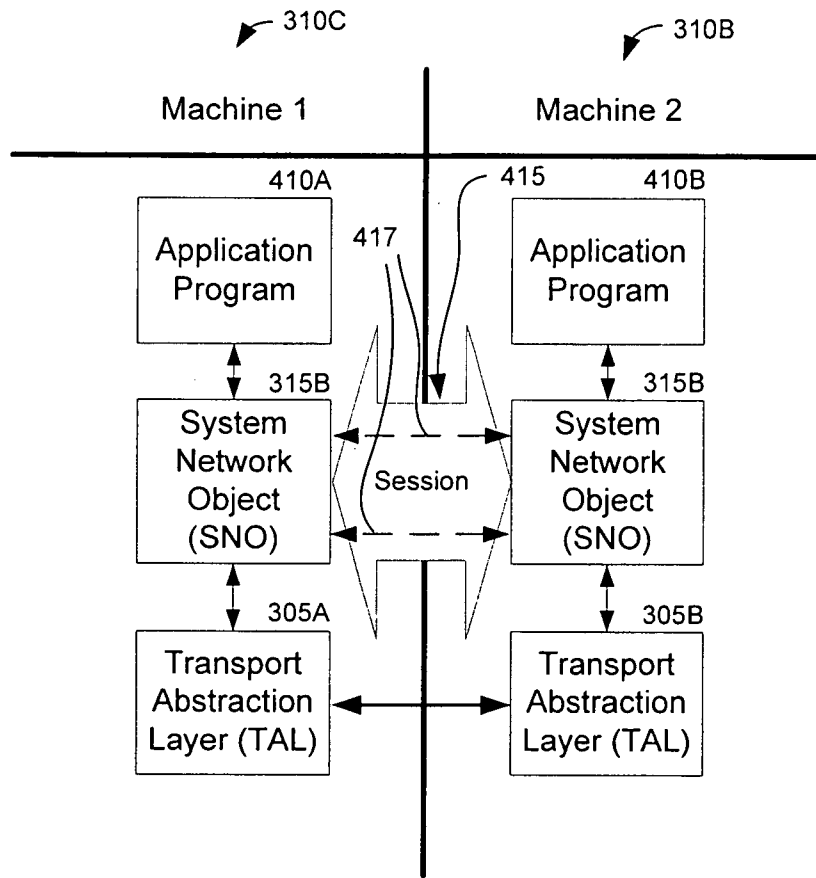 310C
310B
Machine 1
Machine 2
410A
415
410B
Application
Program
417
Application
Program
315B
315B
System
Network
Object
(SNO)
Session
System
Network
Object
(SNO)
305A
305B
Transport
Abstraction
Layer (TAL)
Transport
Abstraction
Layer (TAL)